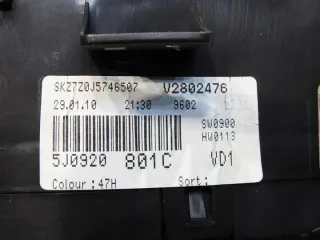 SKZ7Z0J5746507 V2802476
29.01.10 21:30 9602
SW0900
HW0113
5J0920 801C VD1
Colour : 47H Sort :